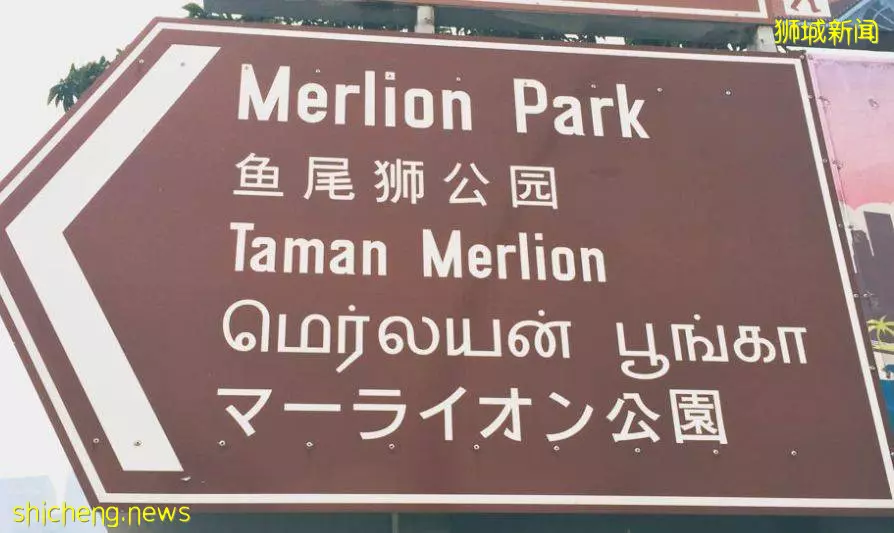 狮城新闻
Merlion Park
鱼尾狮公园
Taman Merlion
மெர்லயன் பூங்கா
マーライオン公園
shicheng.news